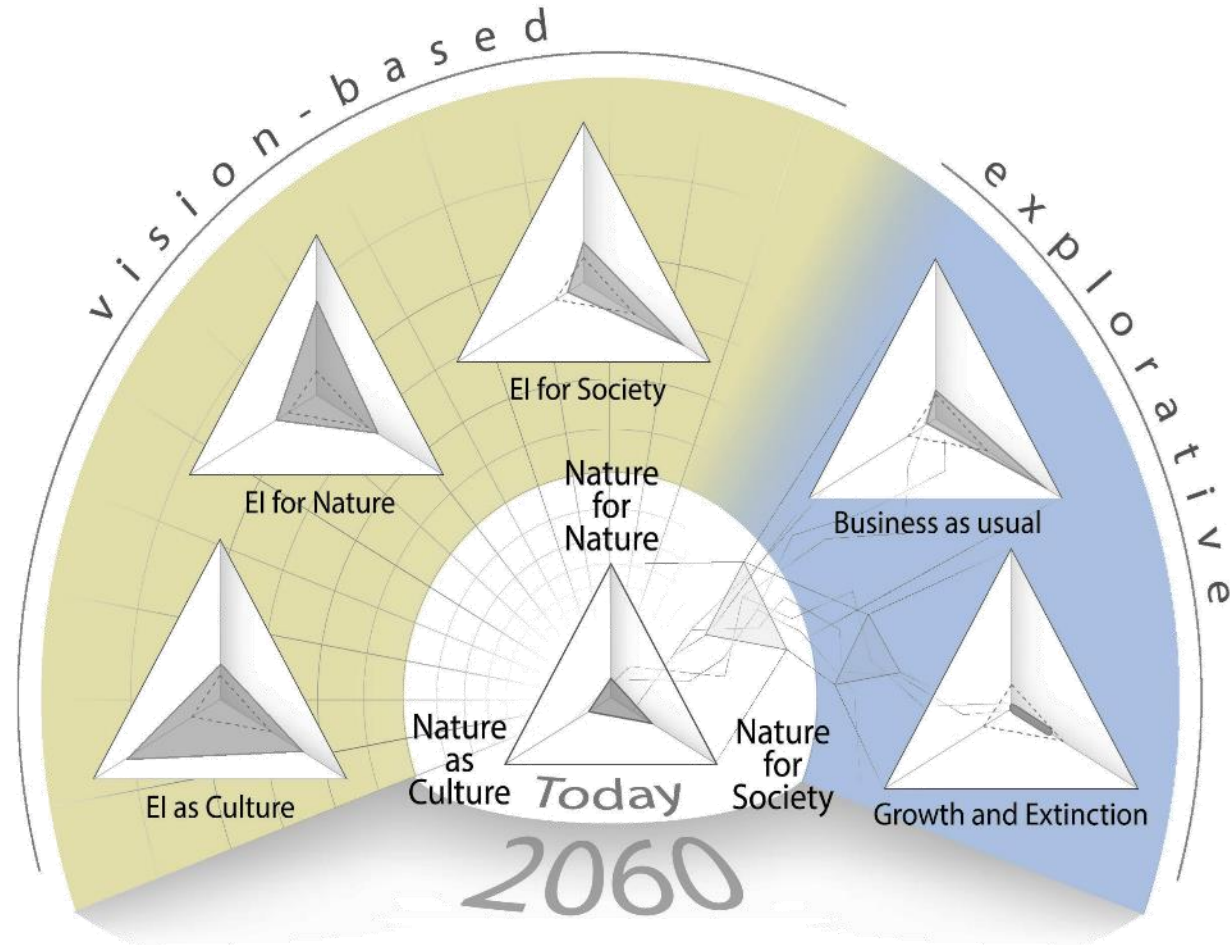 vision-based
explorative
EI for Society
EI for Nature
Nature
for
Nature
Business as usual
EI as Culture
Nature
as
Culture
Nature
for
Society
Today
Growth and Extinction
2060